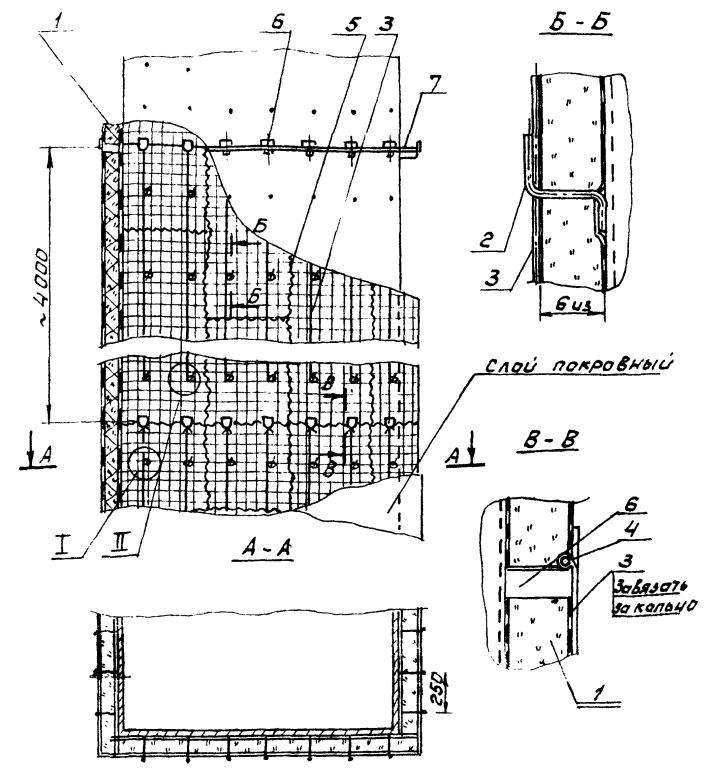 1
6
5
3
7
Б - Б
2
3
Б из
Б
Б
~4000
В
В
А
А
I
II
Слой покровный
А - А
250
В - В
6
4
3
Завязать
за кольцо
1